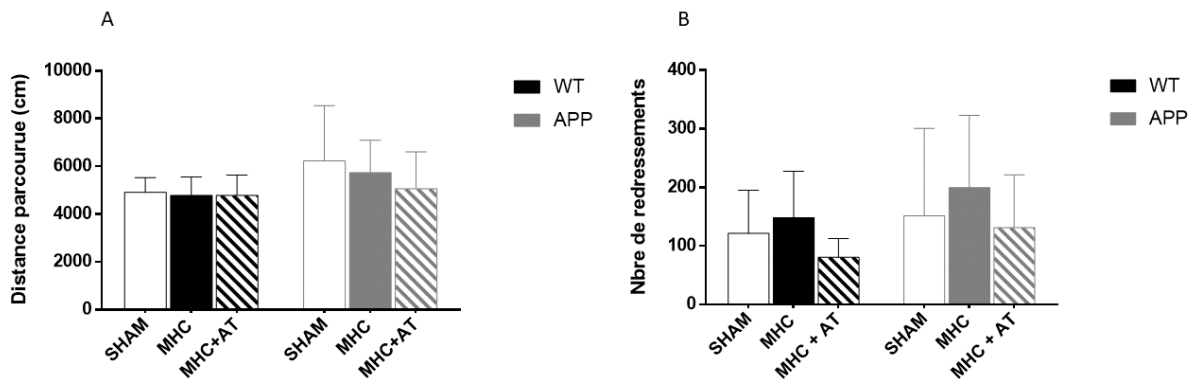 A
Distance parcourue (cm)
10000
8000
6000
4000
2000
0
SHAM
MHC
MHC+AT
SHAM
MHC
MHC+AT
WT
APP
B
Nbre de redressements
400
300
200
100
0
SHAM
MHC
MHC + AT
SHAM
MHC
MHC + AT
WT
APP